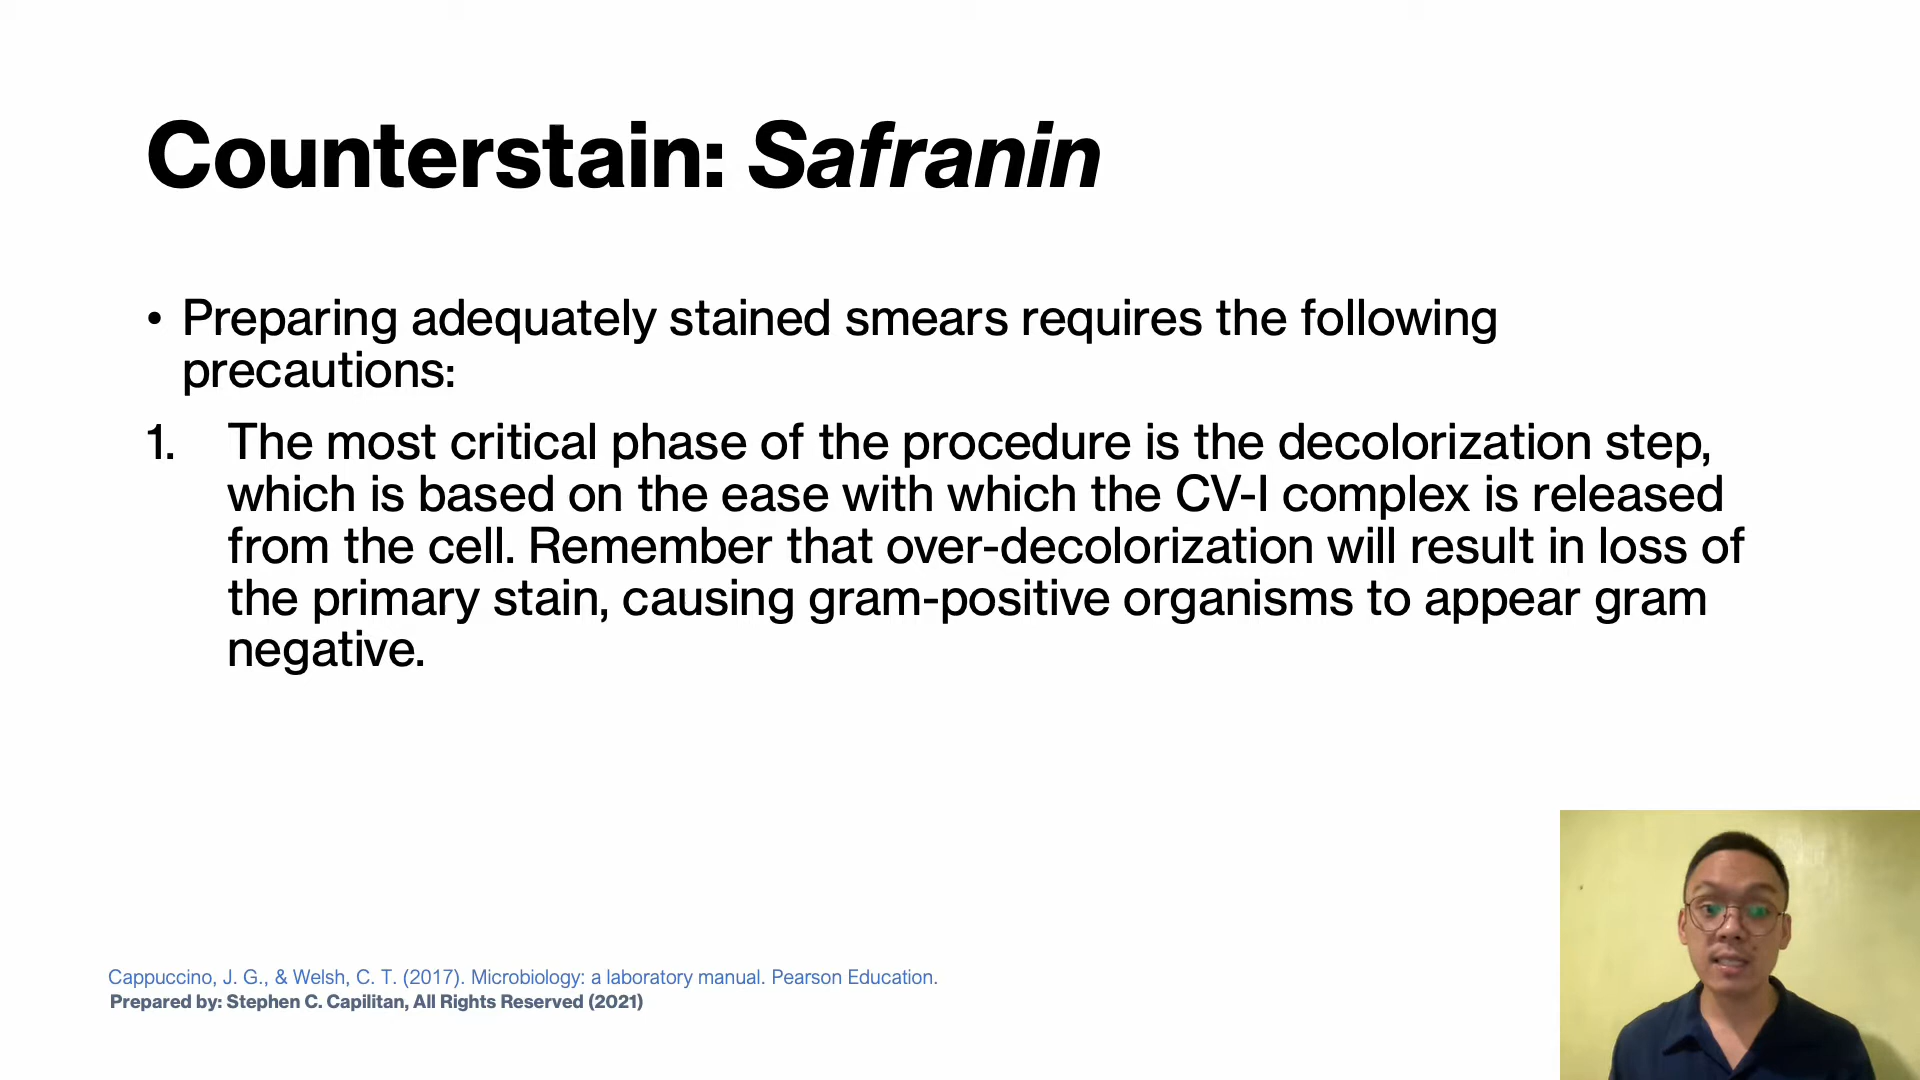 Counterstain: Safranin
• Preparing adequately stained smears requires the following
precautions:
1. The most critical phase of the procedure is the decolorization step,
which is based on the ease with which the CV-I complex is released
from the cell. Remember that over-decolorization will result in loss of
the primary stain, causing gram-positive organisms to appear gram
negative.
Cappuccino, J. G., & Welsh, C. T. (2017). Microbiology: a laboratory manual. Pearson Education.
Prepared by: Stephen C. Capilitan, All Rights Reserved (2021)